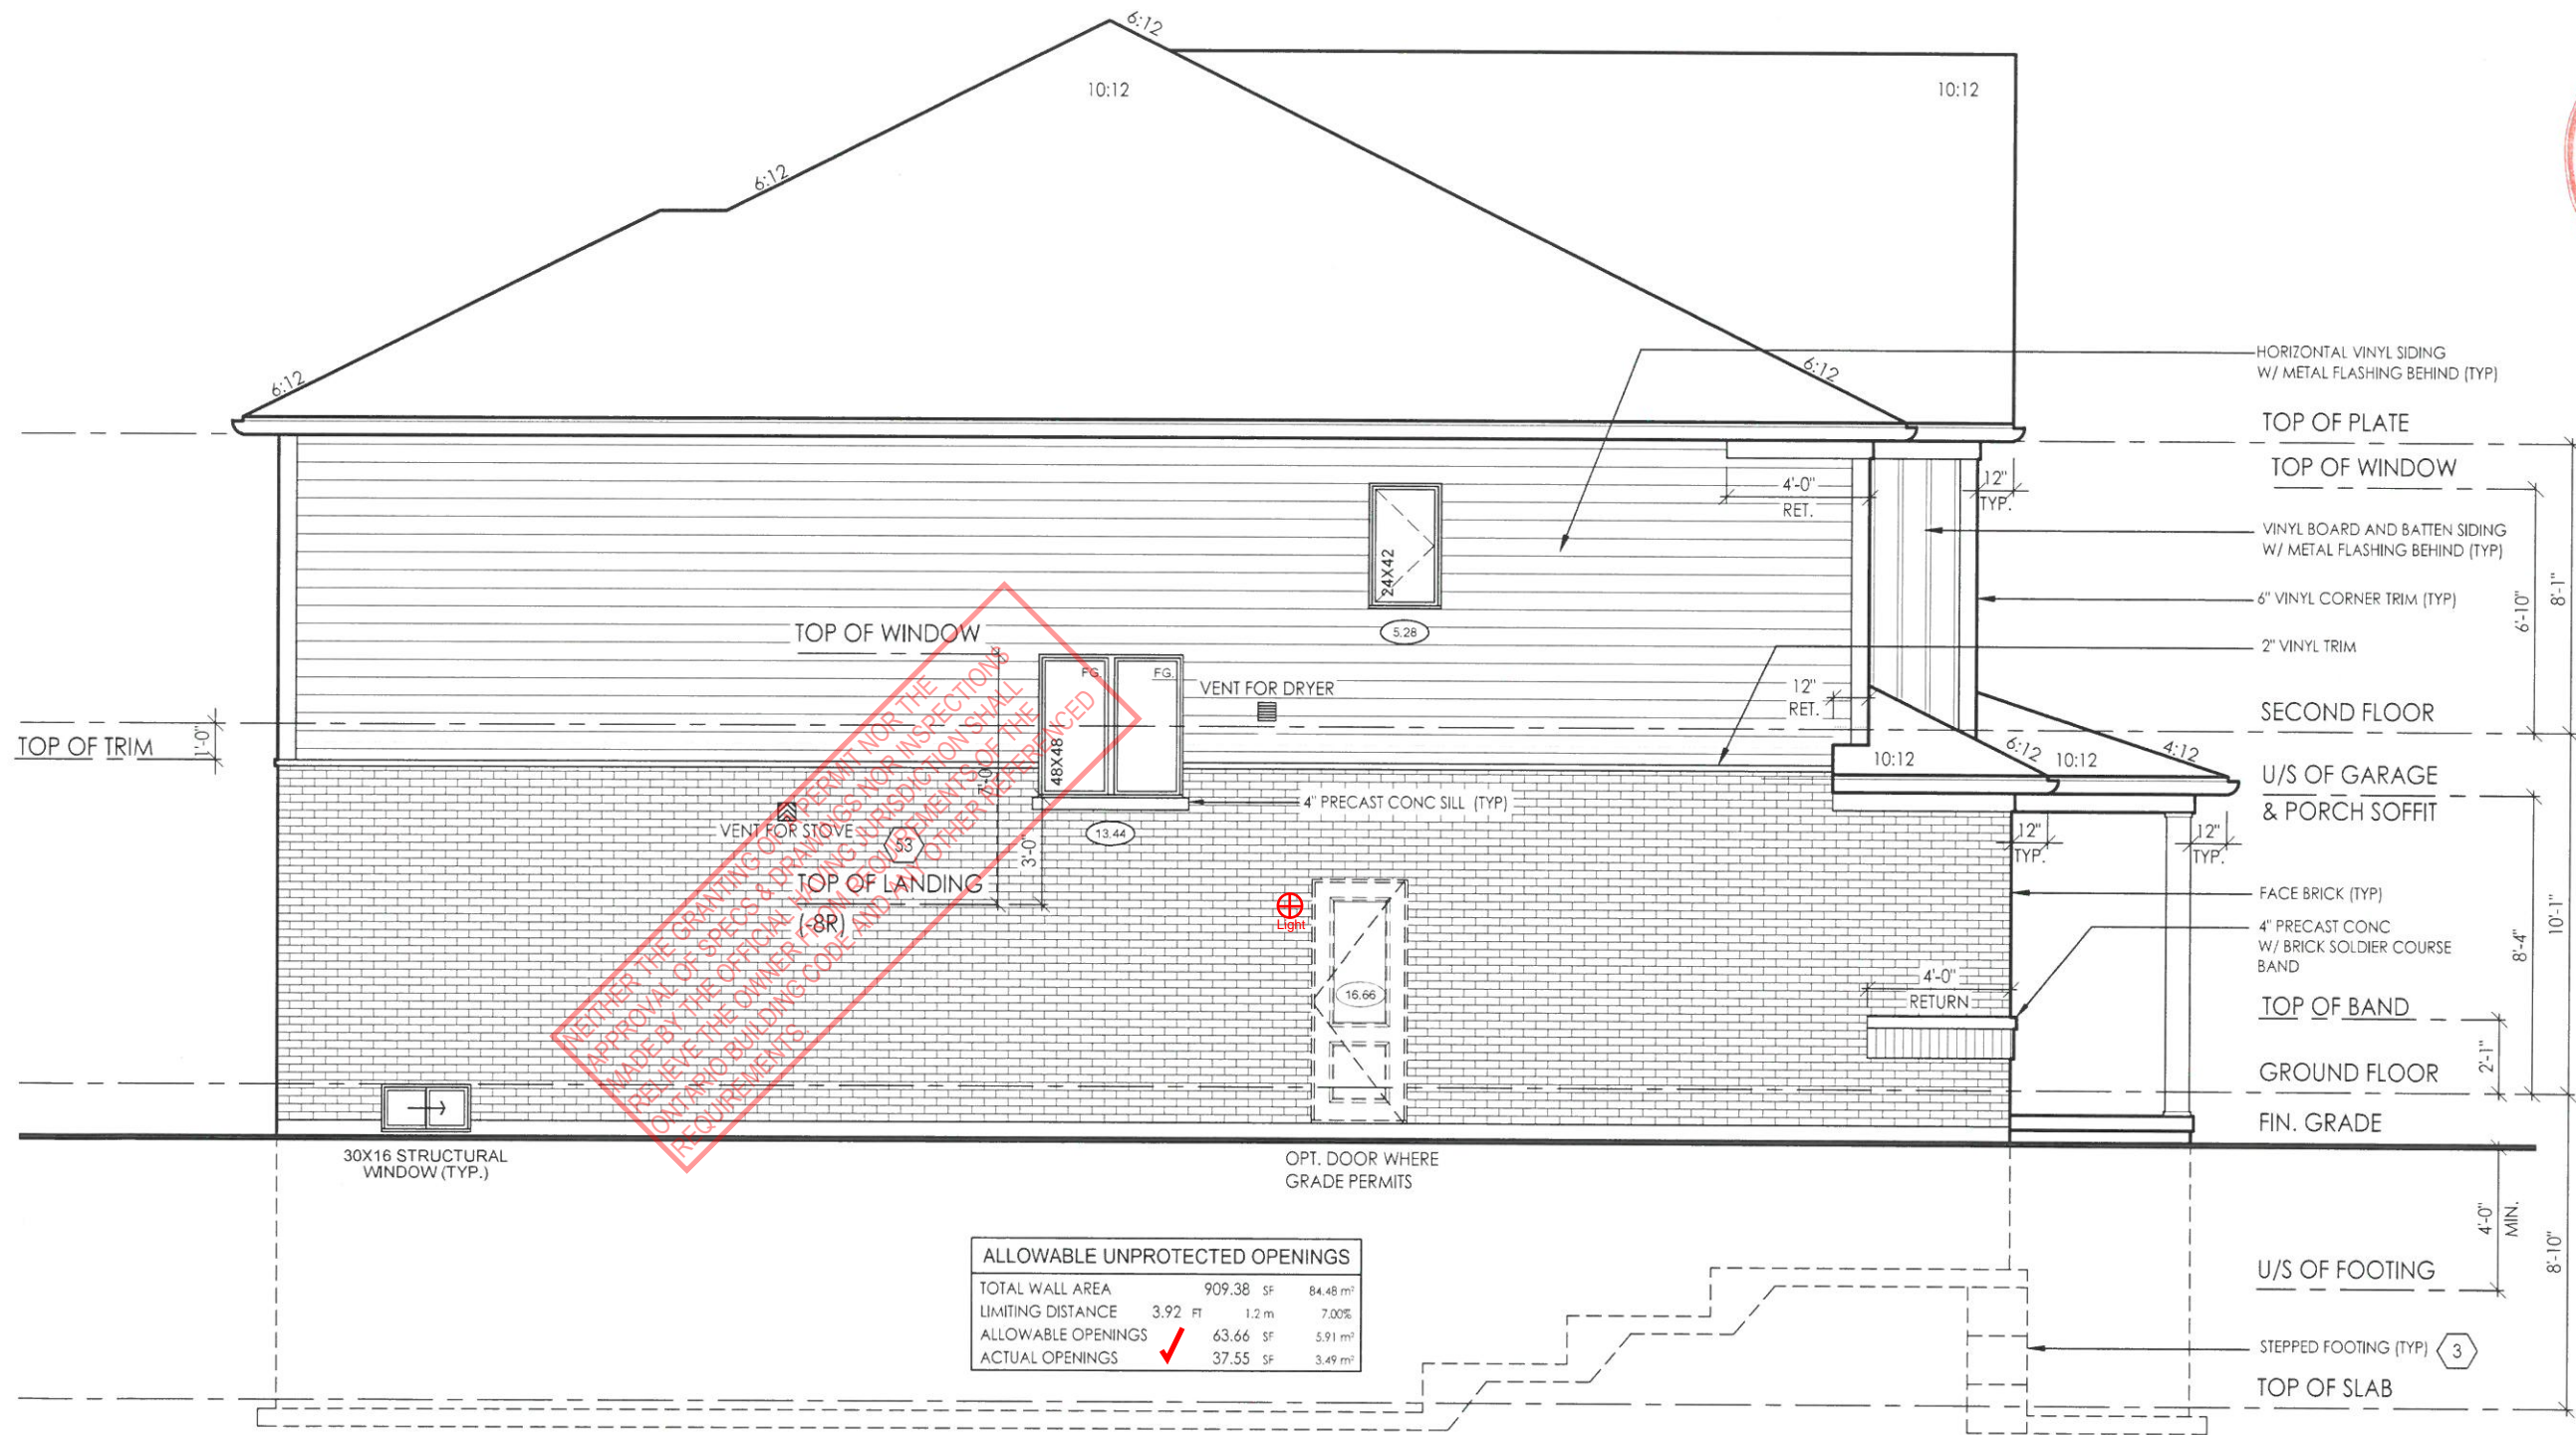 6:12
10:12
10:12
6:12
6:12
6:12
HORIZONTAL VINYL SIDING
W/ METAL FLASHING BEHIND (TYP)
TOP OF PLATE
TOP OF WINDOW
4'-0"
RET.
12"
TYP.
VINYL BOARD AND BATTEN SIDING
W/ METAL FLASHING BEHIND (TYP)
24X42
6" VINYL CORNER TRIM (TYP)
6'-10"
8'-1"
5.28
TOP OF WINDOW
2" VINYL TRIM
FG.
FG.
VENT FOR DRYER
12"
RET.
SECOND FLOOR
TOP OF TRIM
1'-0"
48X48
7'-0"
10:12
6:12
10:12
4:12
U/S OF GARAGE
& PORCH SOFFIT
4" PRECAST CONC SILL (TYP)
VENT FOR STOVE
53
13.44
3'-0"
12"
TYP.
12"
TYP.
TOP OF LANDING
(-8R)
FACE BRICK (TYP)
Light
4" PRECAST CONC
W/ BRICK SOLDIER COURSE
BAND
8'-4"
10'-1"
16.66
4'-0"
RETURN
TOP OF BAND
2'-1"
GROUND FLOOR
FIN. GRADE
NEITHER THE GRANTING OF A PERMIT NOR THE
APPROVAL OF SPECS & DRAWINGS NOR INSPECTIONS
MADE BY THE OFFICIAL HAVING JURISDICTION SHALL
RELIEVE THE OWNER FROM REQUIREMENTS OF THE
ONTARIO BUILDING CODE AND ANY OTHER REFERENCED
REQUIREMENTS.
30X16 STRUCTURAL
WINDOW (TYP.)
OPT. DOOR WHERE
GRADE PERMITS
4'-0"
MIN.
8'-10"
U/S OF FOOTING
ALLOWABLE UNPROTECTED OPENINGS
TOTAL WALL AREA 909.38 SF 84.48 m²
LIMITING DISTANCE 3.92 FT 1.2 m 7.00%
ALLOWABLE OPENINGS 63.66 SF 5.91 m²
ACTUAL OPENINGS 37.55 SF 3.49 m²
STEPPED FOOTING (TYP) 3
TOP OF SLAB